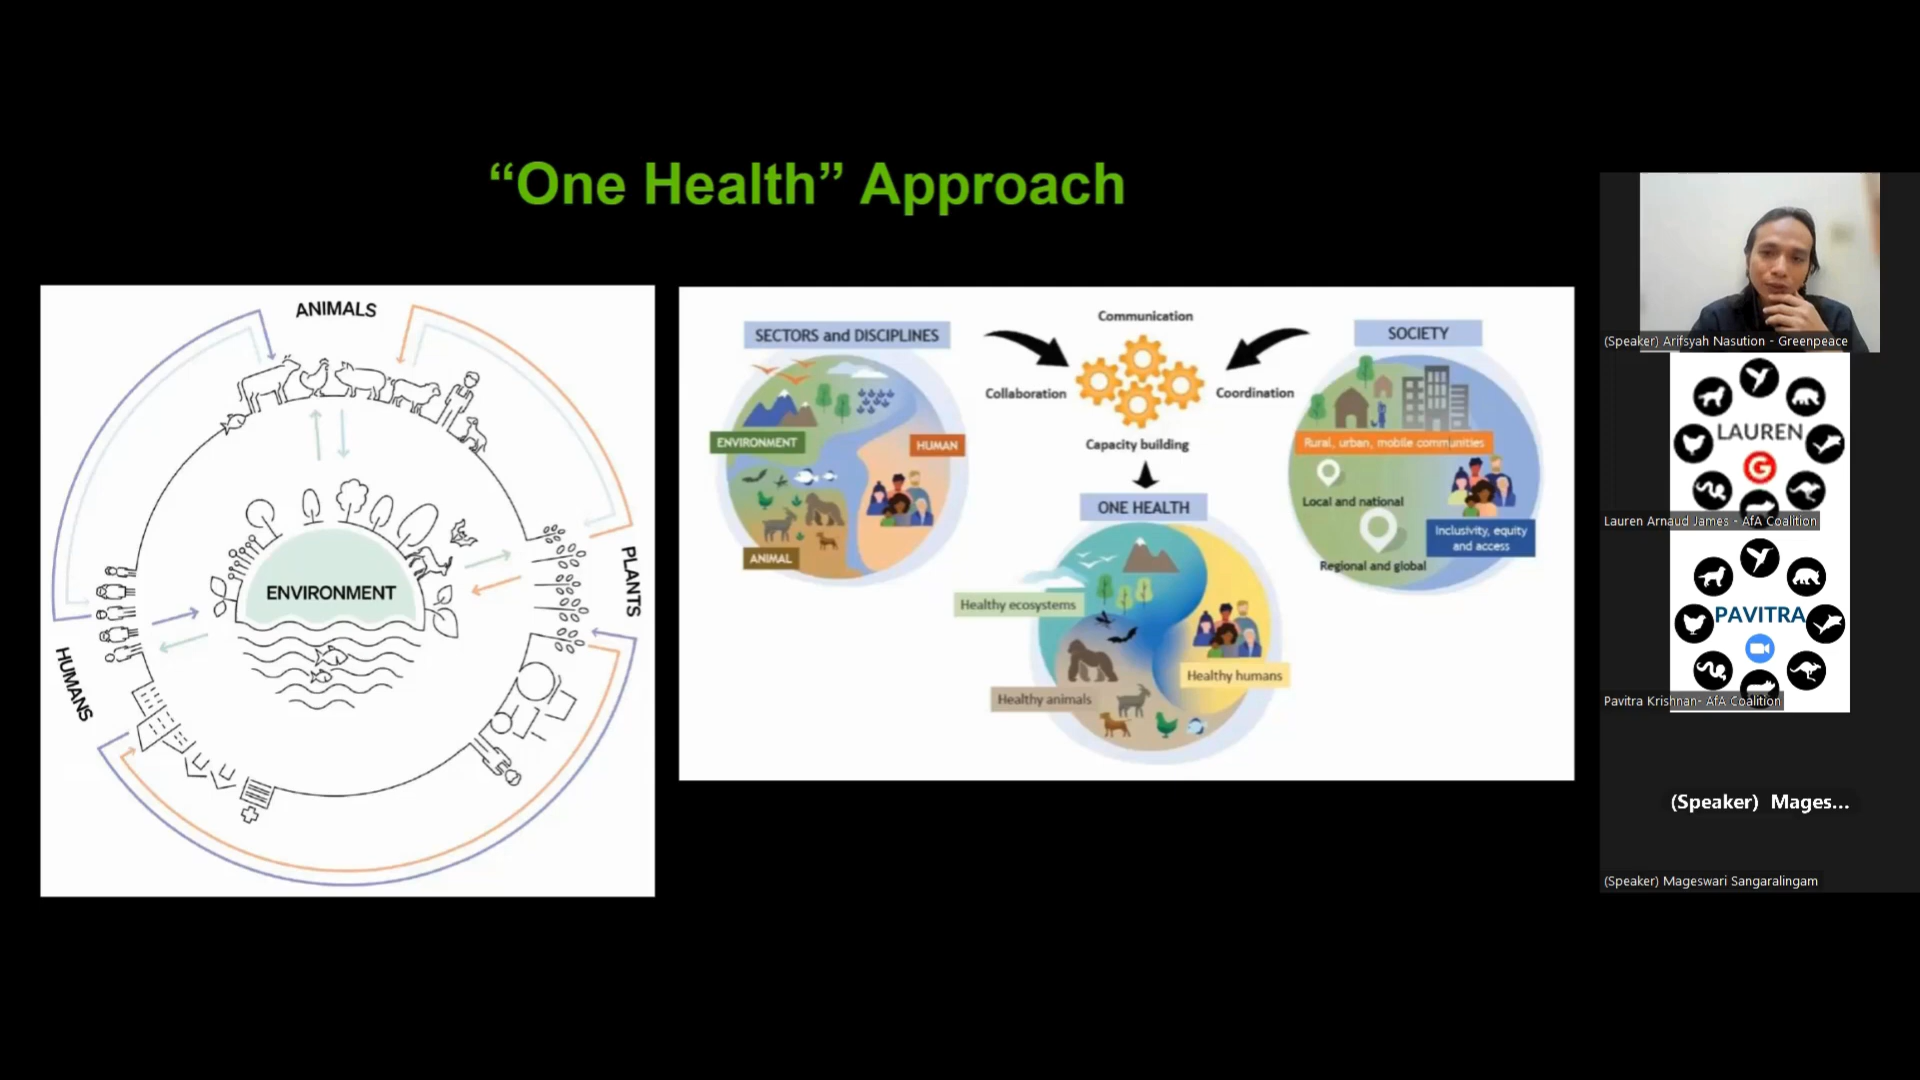 “One Health” Approach
ANIMALS
ENVIRONMENT
PLANTS
HUMANS
SECTORS and DISCIPLINES
ENVIRONMENT
HUMAN
ANIMAL
Communication
Collaboration
Coordination
Capacity building
SOCIETY
Rural, urban, mobile communities
Local and national
Inclusivity, equity
and access
Regional and global
ONE HEALTH
Healthy ecosystems
Healthy humans
Healthy animals
(Speaker) Arifsyah Nasution - Greenpeace
LAUREN
G
Lauren Arnaud James - AfA Coalition
PAVITRA
Pavitra Krishnan- AfA Coalition
(Speaker) Mages...
(Speaker) Mageswari Sangaralingam